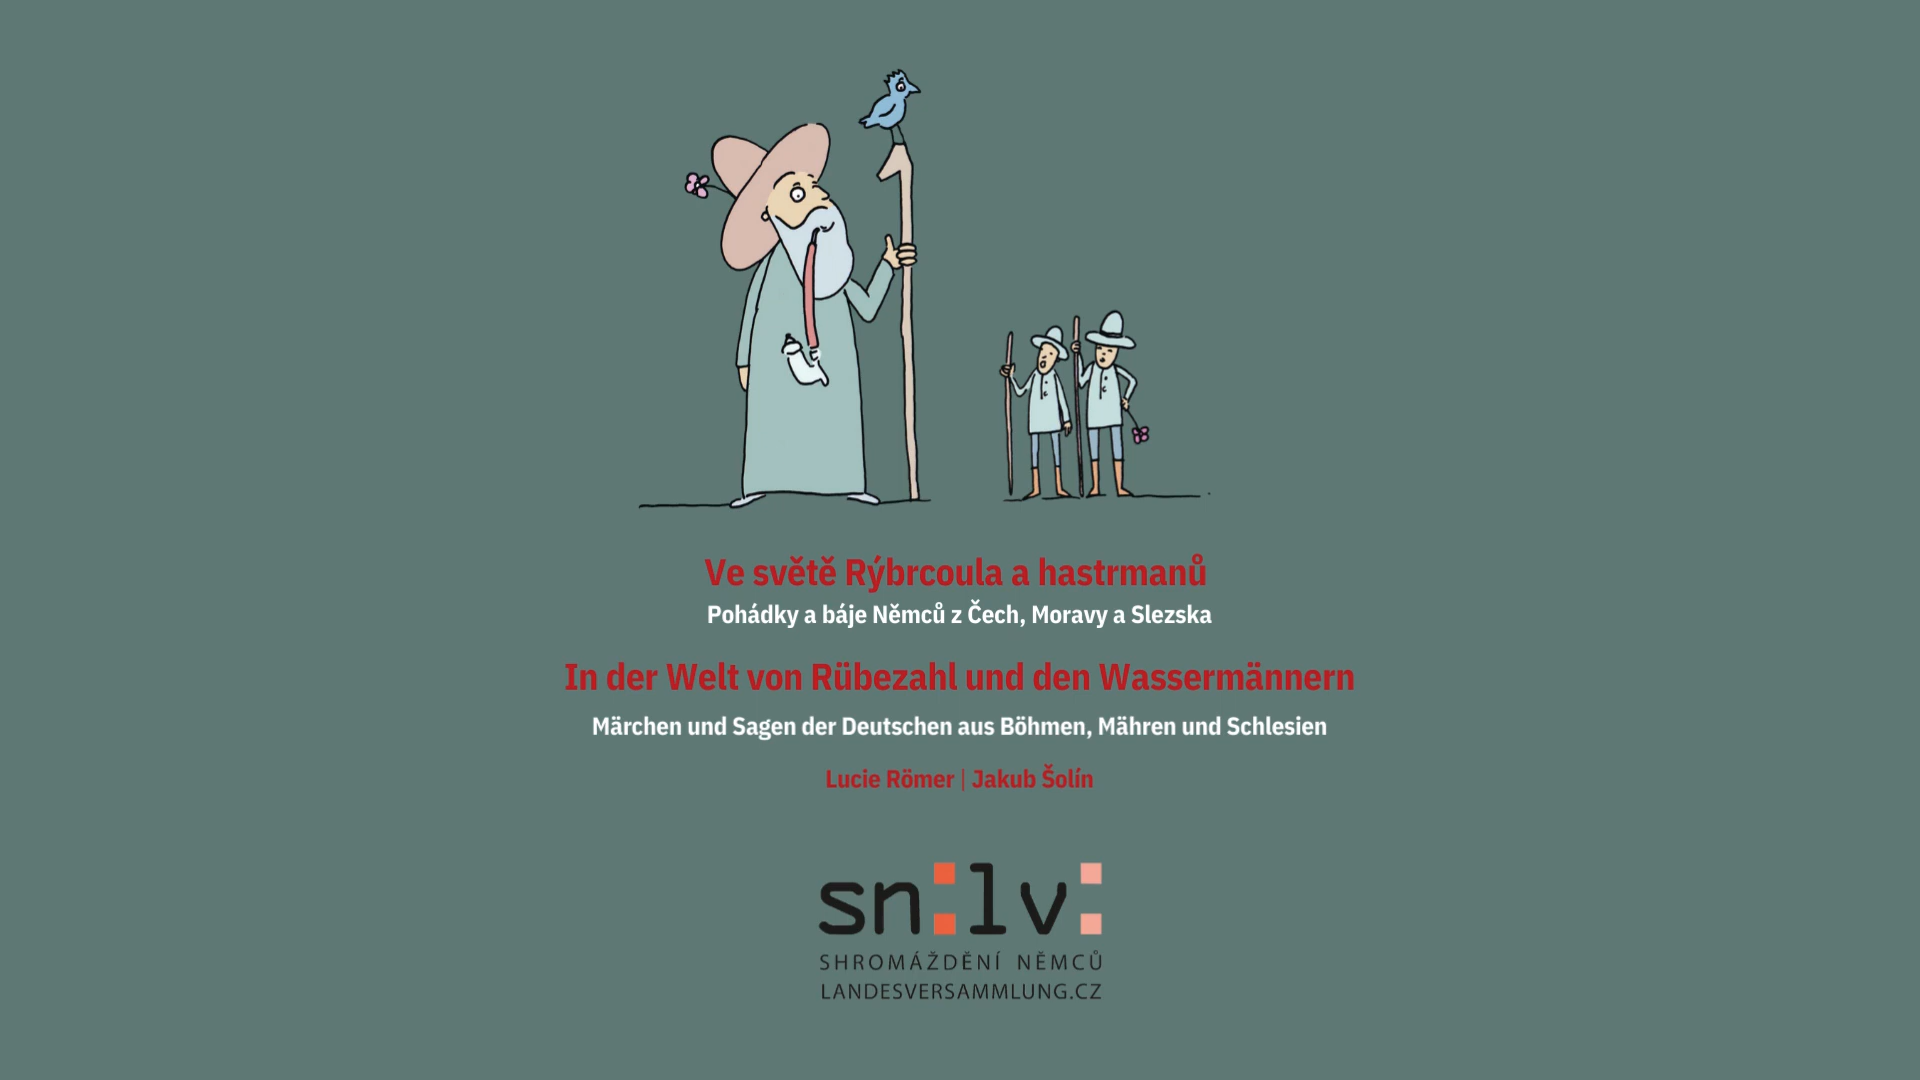 Ve světě Rýbrcoula a hastrmanů
Pohádky a báje Němců z Čech, Moravy a Slezska
In der Welt von Rübezahl und den Wassermännern
Märchen und Sagen der Deutschen aus Böhmen, Mähren und Schlesien
Lucie Römer | Jakub Šolín
sn:lv:
SHROMÁŽDĚNÍ NĚMCŮ
LANDESVERSAMMLUNG.CZ